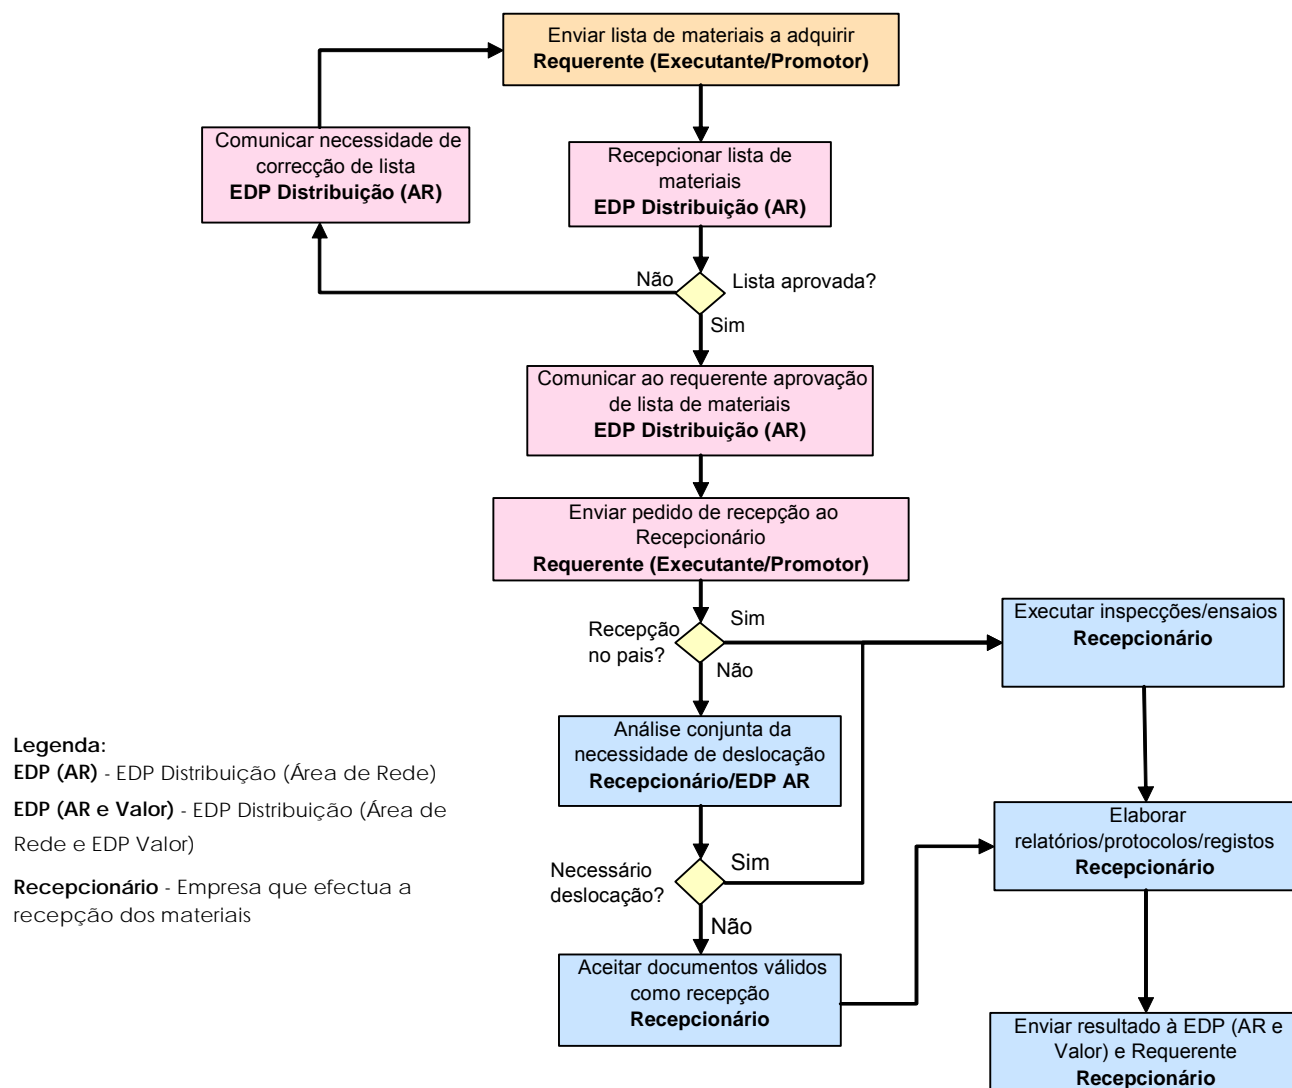 Enviar lista de materiais a adquirir
Requerente (Executante/Promotor)
Comunicar necessidade de
correcção de lista
EDP Distribuição (AR)
Recepcionar lista de
materiais
EDP Distribuição (AR)
Não
Lista aprovada?
Sim
Comunicar ao requerente aprovação
de lista de materiais
EDP Distribuição (AR)
Enviar pedido de recepção ao
Recepcionário
Requerente (Executante/Promotor)
Recepção
no pais?
Sim
Não
Executar inspecções/ensaios
Recepcionário
Análise conjunta da
necessidade de deslocação
Recepcionário/EDP AR
Necessário
deslocação?
Sim
Não
Elaborar
relatórios/protocolos/registos
Recepcionário
Aceitar documentos válidos
como recepção
Recepcionário
Enviar resultado à EDP (AR e
Valor) e Requerente
Recepcionário
Legenda:
EDP (AR) - EDP Distribuição (Área de Rede)
EDP (AR e Valor) - EDP Distribuição (Área de
Rede e EDP Valor)
Recepcionário - Empresa que efectua a
recepção dos materiais